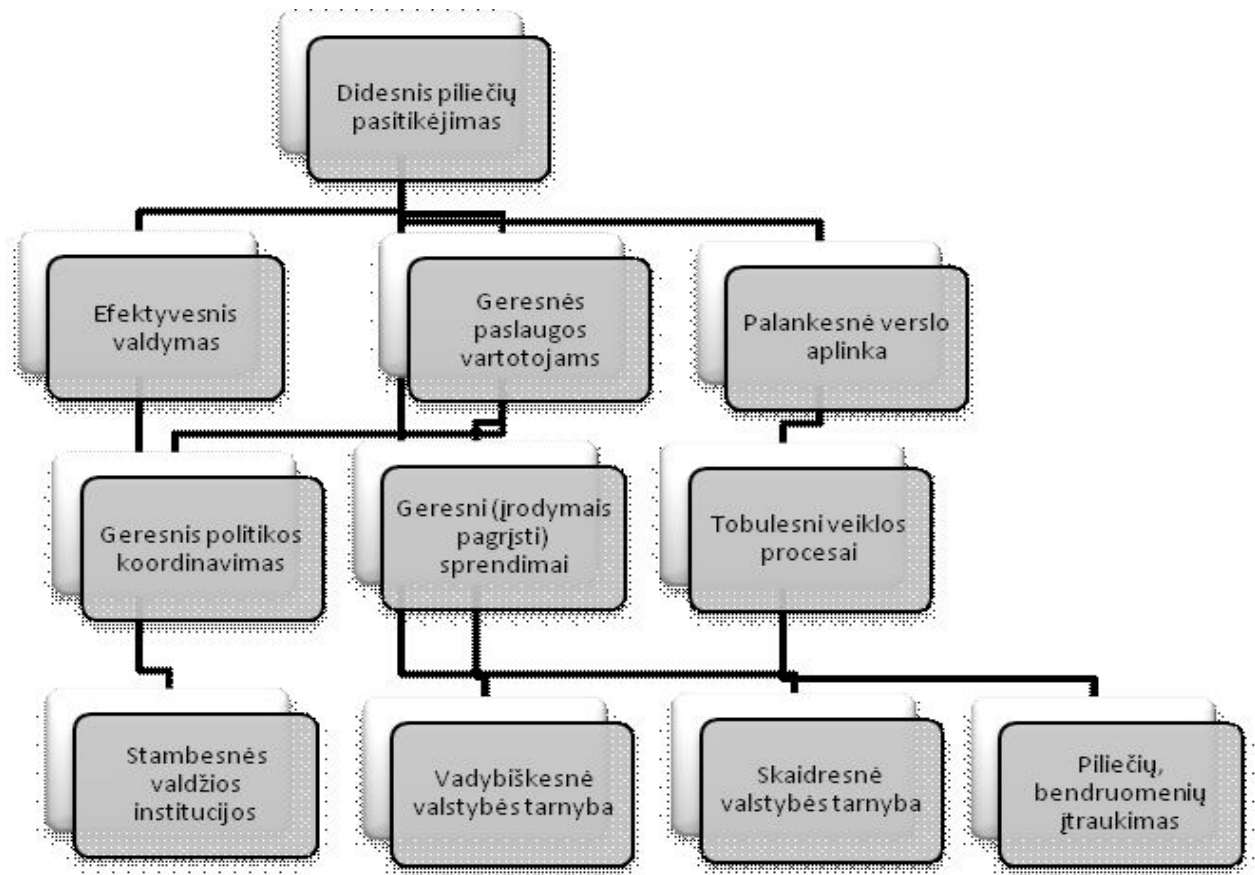 Didesnis piliečių
pasitikėjimas
Efektyvesnis
valdymas
Geresnės
paslaugos
vartotojams
Palankesnė verslo
aplinka
Geresnis politikos
koordinavimas
Geresni (įrodymais
pagrįsti)
sprendimai
Tobulesni veiklos
procesai
Stambesnės
valdžios
institucijos
Vadybiškesnė
valstybės tarnyba
Skaidresnė
valstybės tarnyba
Piliečių,
bendruomenių
įtraukimas